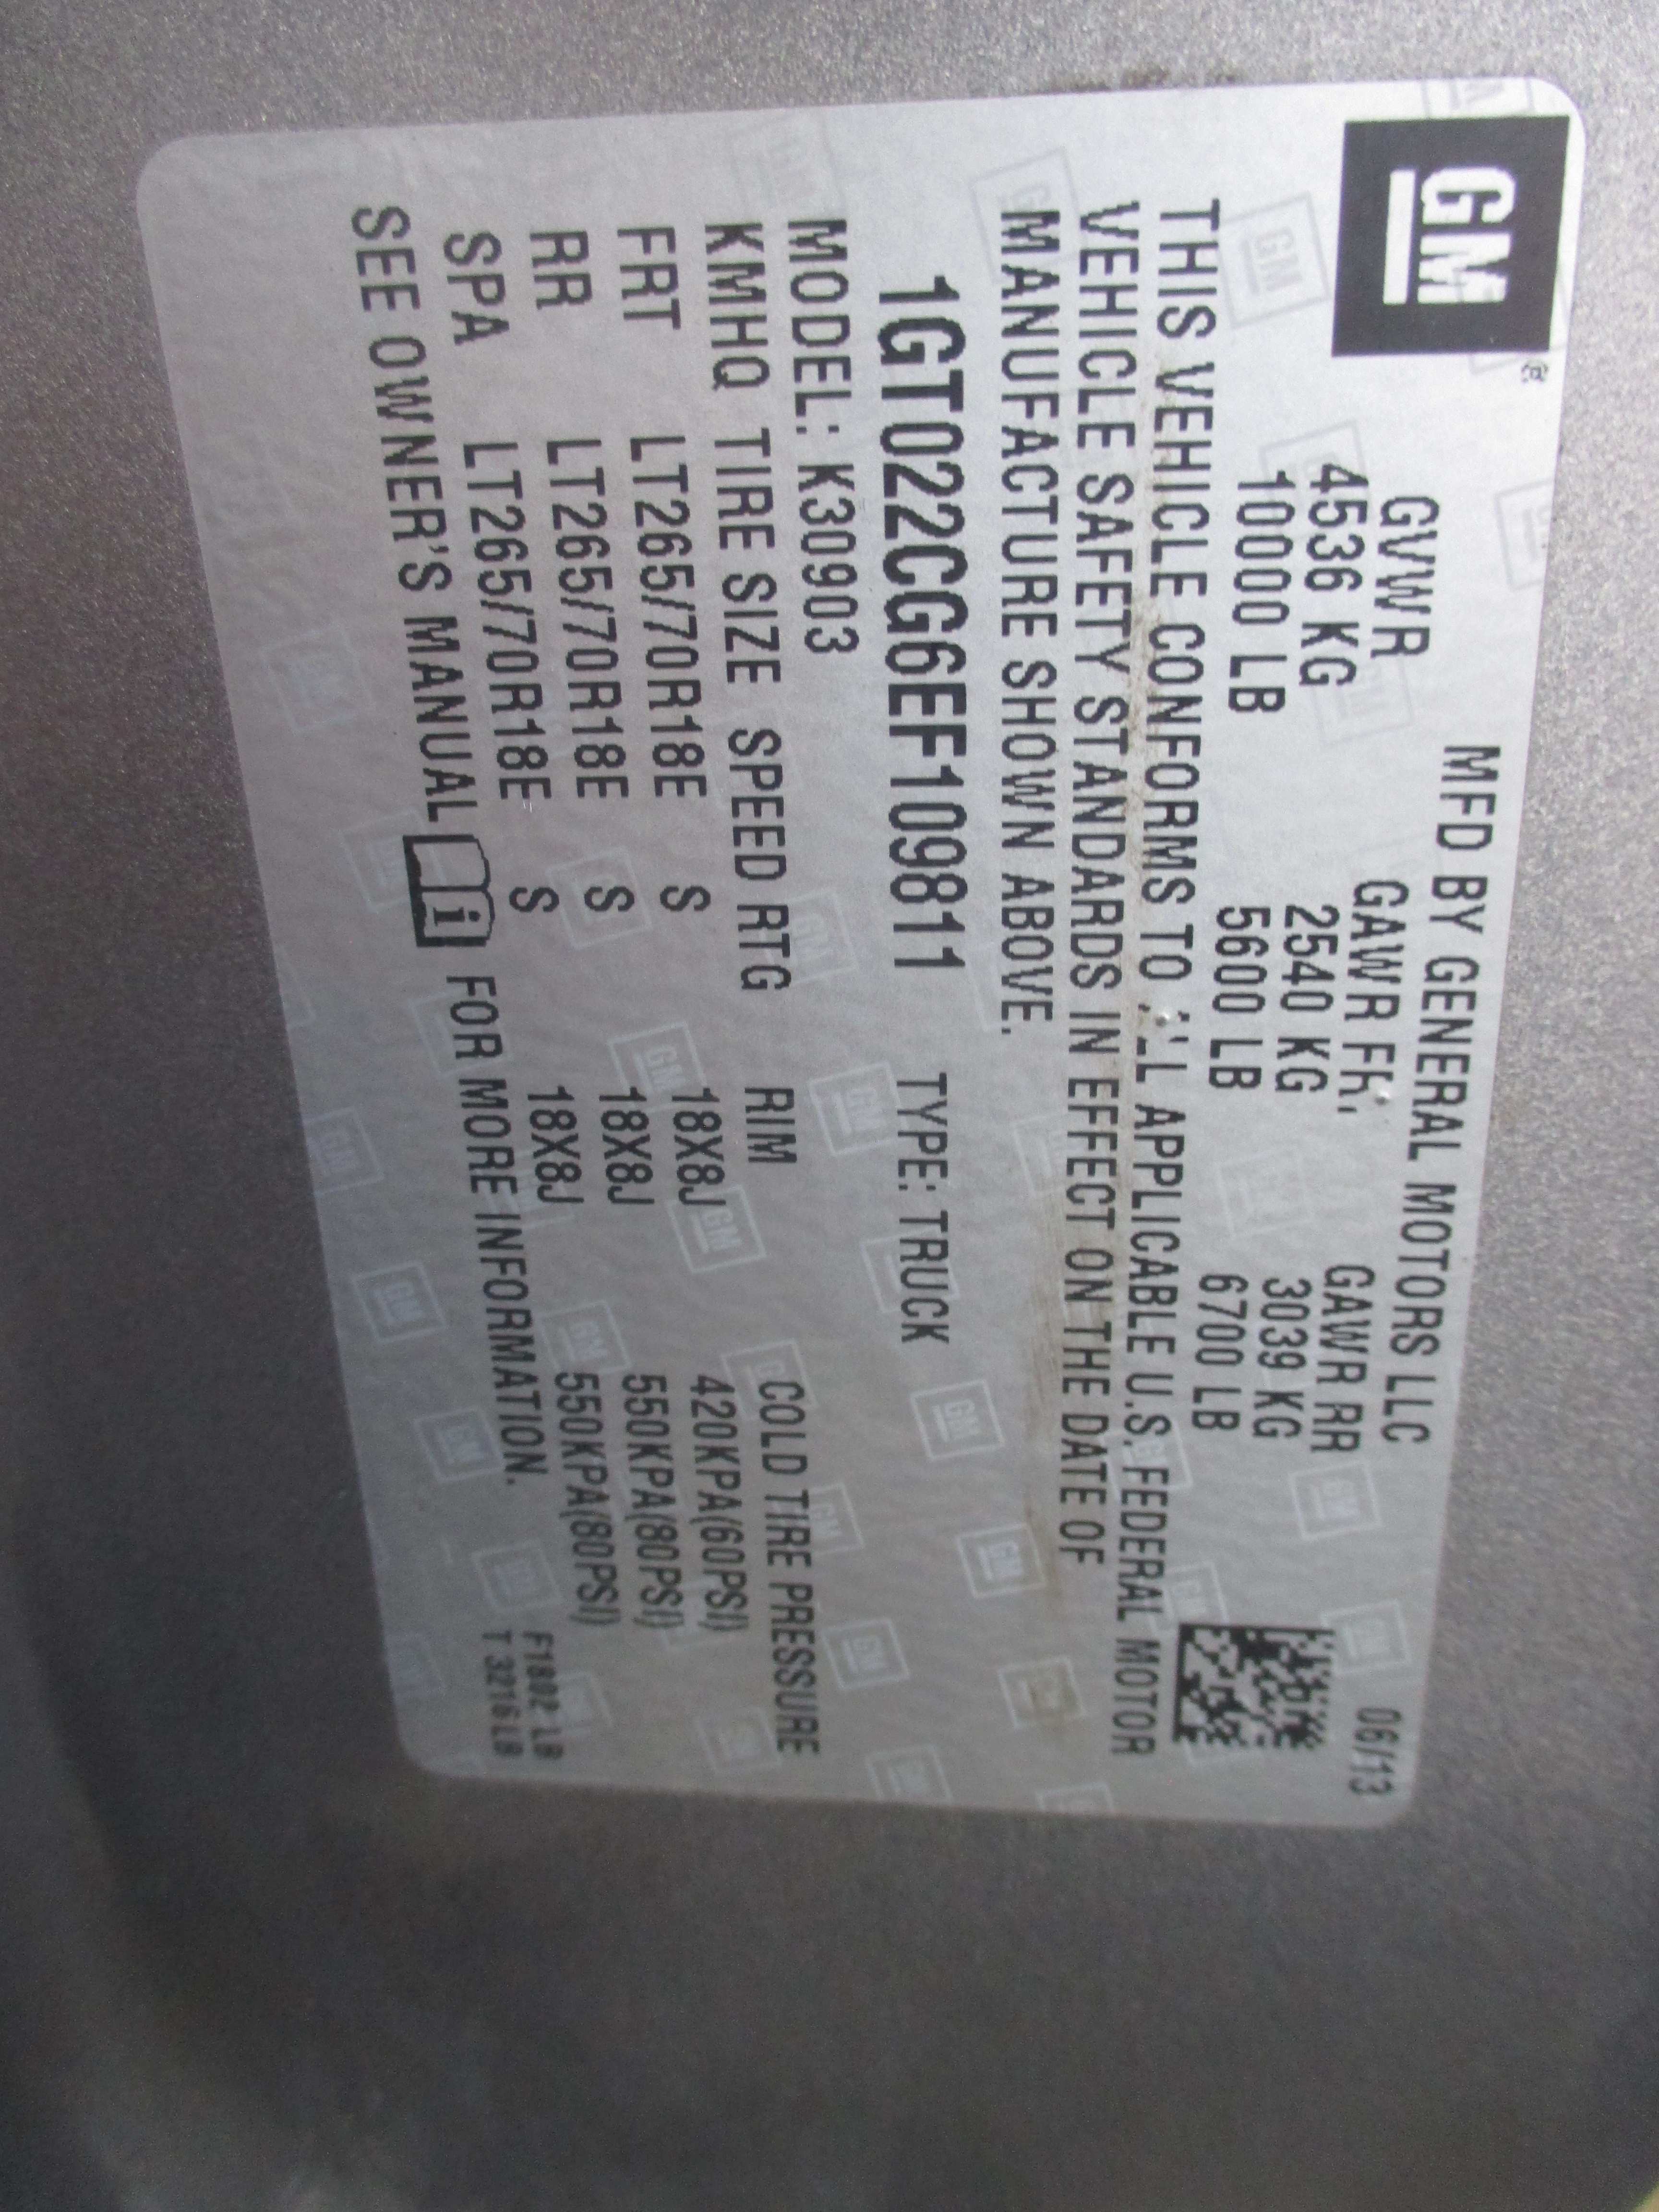 GM
MFD BY GENERAL MOTORS LLC 06/13
GVWR GAWR FRT GAWR RR
4536 KG 2540 KG 3039 KG
10000 LB 5600 LB 6700 LB
THIS VEHICLE CONFORMS TO ALL APPLICABLE U.S. FEDERAL MOTOR
VEHICLE SAFETY STANDARDS IN EFFECT ON THE DATE OF
MANUFACTURE SHOWN ABOVE.
1GT022CG6EF109811 TYPE: TRUCK
MODEL: K30903
KMHQ TIRE SIZE SPEED RTG RIM COLD TIRE PRESSURE
FRT LT265/70R18E S 18X8J 420KPA(60PSI)
RR LT265/70R18E S 18X8J 550KPA(80PSI)
SPA LT265/70R18E S 18X8J 550KPA(80PSI)
SEE OWNER'S MANUAL i FOR MORE INFORMATION.
F1802 LB
T 3216LB